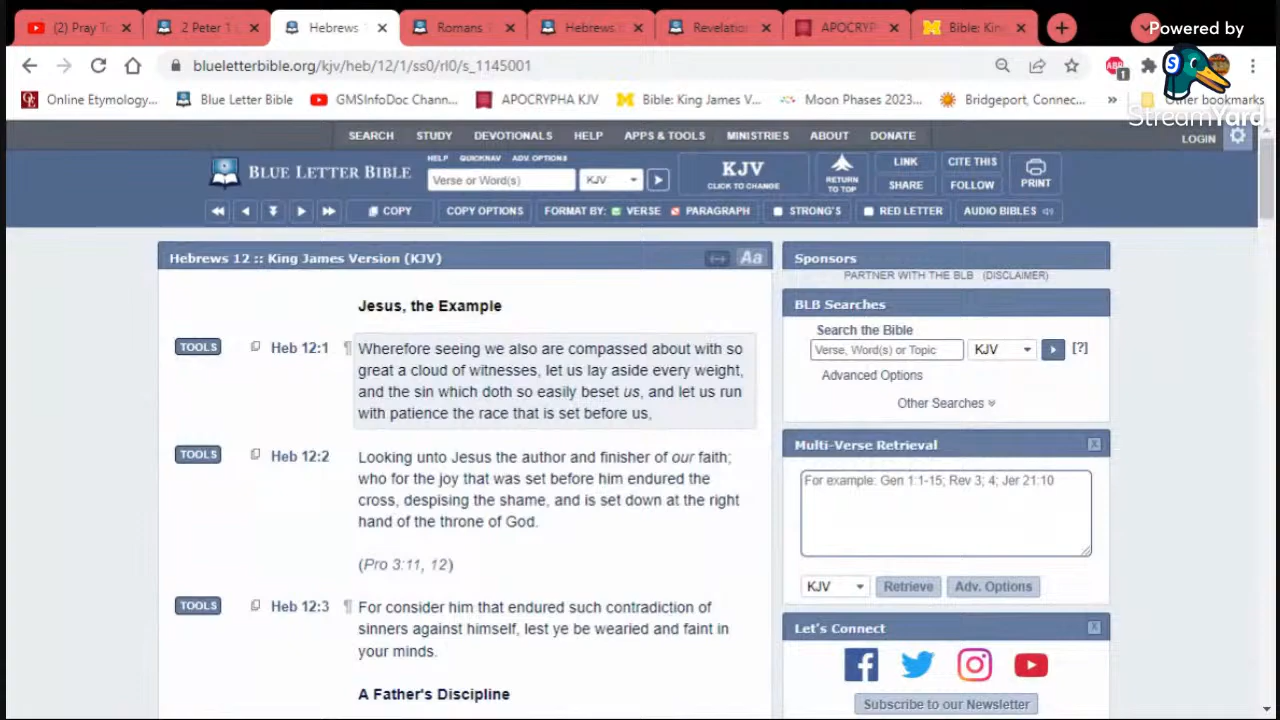 (2) Pray To
2 Peter 1
Hebrews
Romans
Hebrews
Revelation
APOCRYP
Bible: Kin
Powered by
StreamYard
blueletterbible.org/kjv/heb/12/1/ss0/rl0/s_1145001
Online Etymology...
Blue Letter Bible
GMSInfoDoc Chann...
APOCRYPHA KJV
Bible: King James V...
Moon Phases 2023...
Bridgeport, Connec...
»
Other bookmarks
SEARCH STUDY DEVOTIONALS HELP APPS & TOOLS MINISTRIES ABOUT DONATE
LOGIN
BLUE LETTER BIBLE
HELP QUICKNAV ADV. OPTIONS
Verse or Word(s)
KJV
KJV
CLICK TO CHANGE
RETURN
TO TOP
LINK
CITE THIS
SHARE
FOLLOW
PRINT
COPY
COPY OPTIONS
FORMAT BY: VERSE PARAGRAPH
STRONG'S
RED LETTER
AUDIO BIBLES
Hebrews 12 :: King James Version (KJV)
Aa
Jesus, the Example
TOOLS
Heb 12:1
¶ Wherefore seeing we also are compassed about with so
great a cloud of witnesses, let us lay aside every weight,
and the sin which doth so easily beset us, and let us run
with patience the race that is set before us,
TOOLS
Heb 12:2
Looking unto Jesus the author and finisher of our faith;
who for the joy that was set before him endured the
cross, despising the shame, and is set down at the right
hand of the throne of God.
(Pro 3:11, 12)
TOOLS
Heb 12:3
¶ For consider him that endured such contradiction of
sinners against himself, lest ye be wearied and faint in
your minds.
A Father's Discipline
Sponsors
PARTNER WITH THE BLB (DISCLAIMER)
BLB Searches
Search the Bible
Verse, Word(s) or Topic
KJV
[?]
Advanced Options
Other Searches
Multi-Verse Retrieval
For example: Gen 1:1-15; Rev 3; 4; Jer 21:10
KJV
Retrieve
Adv. Options
Let's Connect
Subscribe to our Newsletter